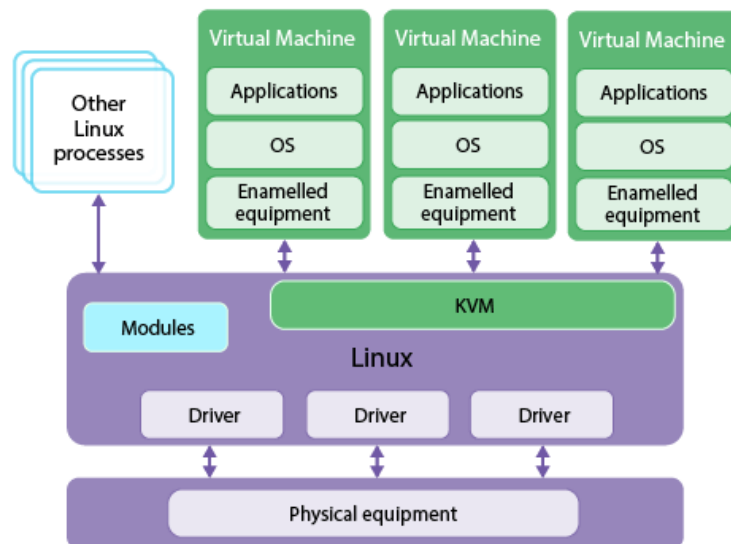 Virtual Machine
Virtual Machine
Virtual Machine
Other
Linux
processes
Applications
Applications
Applications
OS
OS
OS
Enamelled
equipment
Enamelled
equipment
Enamelled
equipment
KVM
Modules
Linux
Driver
Driver
Driver
Physical equipment